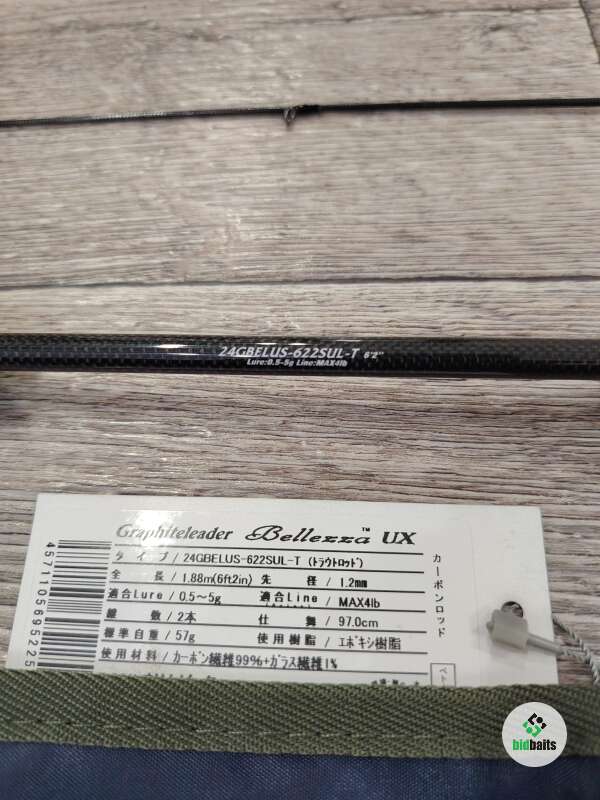 24GBELUS-622SUL-T 6'2"
Lure:0.5-5g Line:MAX4lb
Graphiteleader Bellezza™ UX
タイプ / 24GBELUS-622SUL-T (トラウトロッド)
全長 / 1.88m(6ft2in) 先径 / 1.2mm
適合Lure / 0.5~5g 適合Line / MAX4lb
継数 / 2本 仕舞 / 97.0cm
標準自重 / 57g 使用樹脂 / エポキシ樹脂
使用材料 / カーボン繊維99%+ガラス繊維1%
カーボンロッド
4571105695225
bidbaits